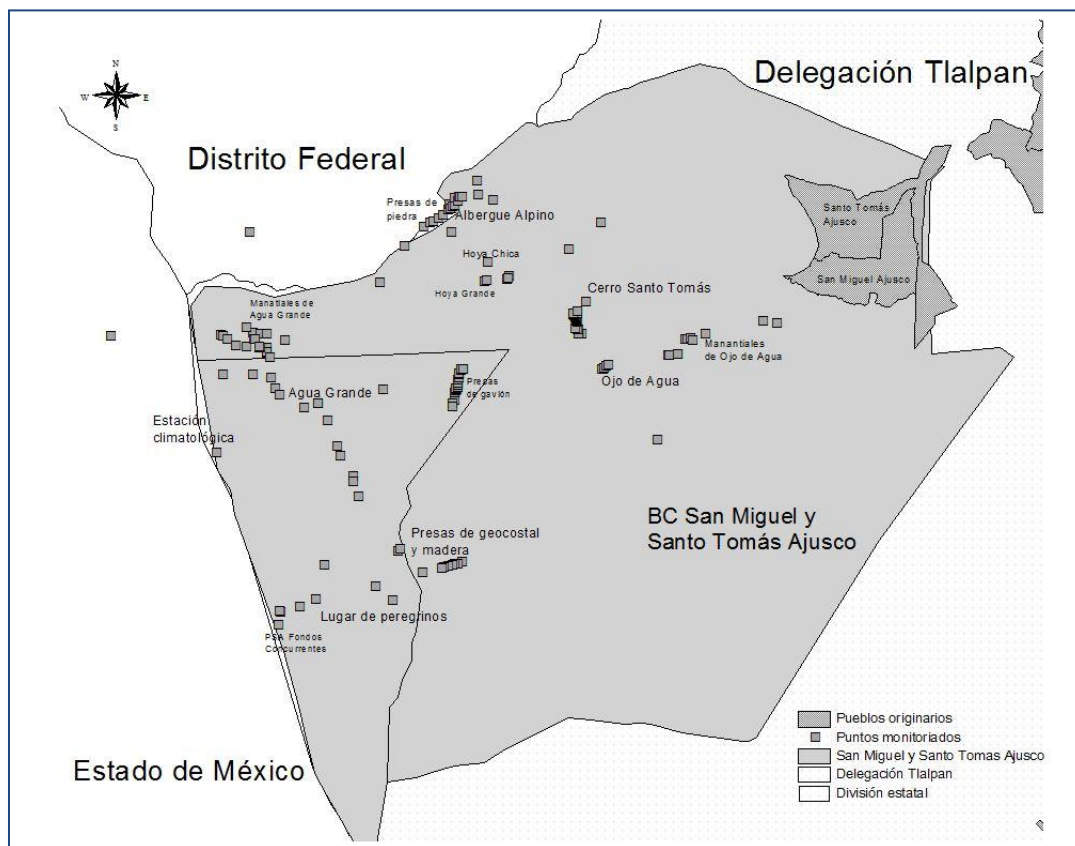 Delegación Tlalpan
N
W
E
S
Distrito Federal
Presas de
piedra
Albergue Alpino
Santo Tomás
Ajusco
Hoya Chica
San Miguel Ajusco
Hoya Grande
Cerro Santo Tomás
Manatiales de
Agua Grande
Manantiales
de Ojo de Agua
Ojo de Agua
Presas
de gavión
Agua Grande
Estación
climatológica
BC San Miguel y
Santo Tomás Ajusco
Presas de geocostal
y madera
Lugar de peregrinos
PSA Fondos
Concurrentes
Estado de México
Pueblos originarios
Puntos monitoriados
San Miguel y Santo Tomas Ajusco
Delegación Tlalpan
División estatal